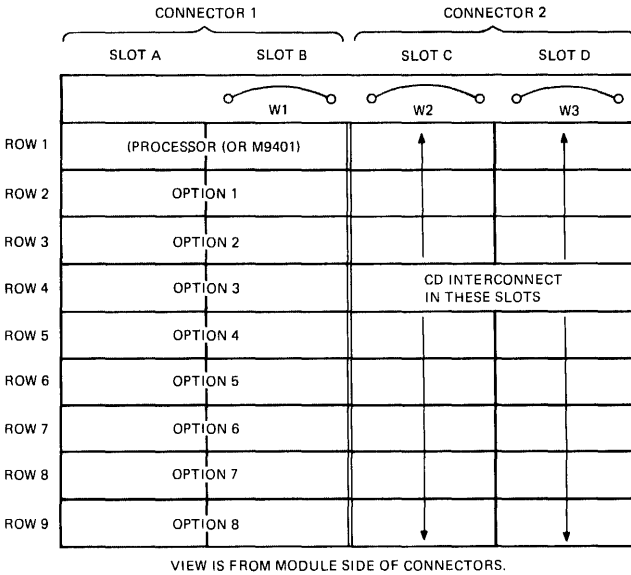 CONNECTOR 1 CONNECTOR 2
SLOT A SLOT B SLOT C SLOT D
W1 W2 W3
ROW 1 (PROCESSOR (OR M9401)
ROW 2 OPTION 1
ROW 3 OPTION 2
ROW 4 OPTION 3 CD INTERCONNECT
IN THESE SLOTS
ROW 5 OPTION 4
ROW 6 OPTION 5
ROW 7 OPTION 6
ROW 8 OPTION 7
ROW 9 OPTION 8
VIEW IS FROM MODULE SIDE OF CONNECTORS.